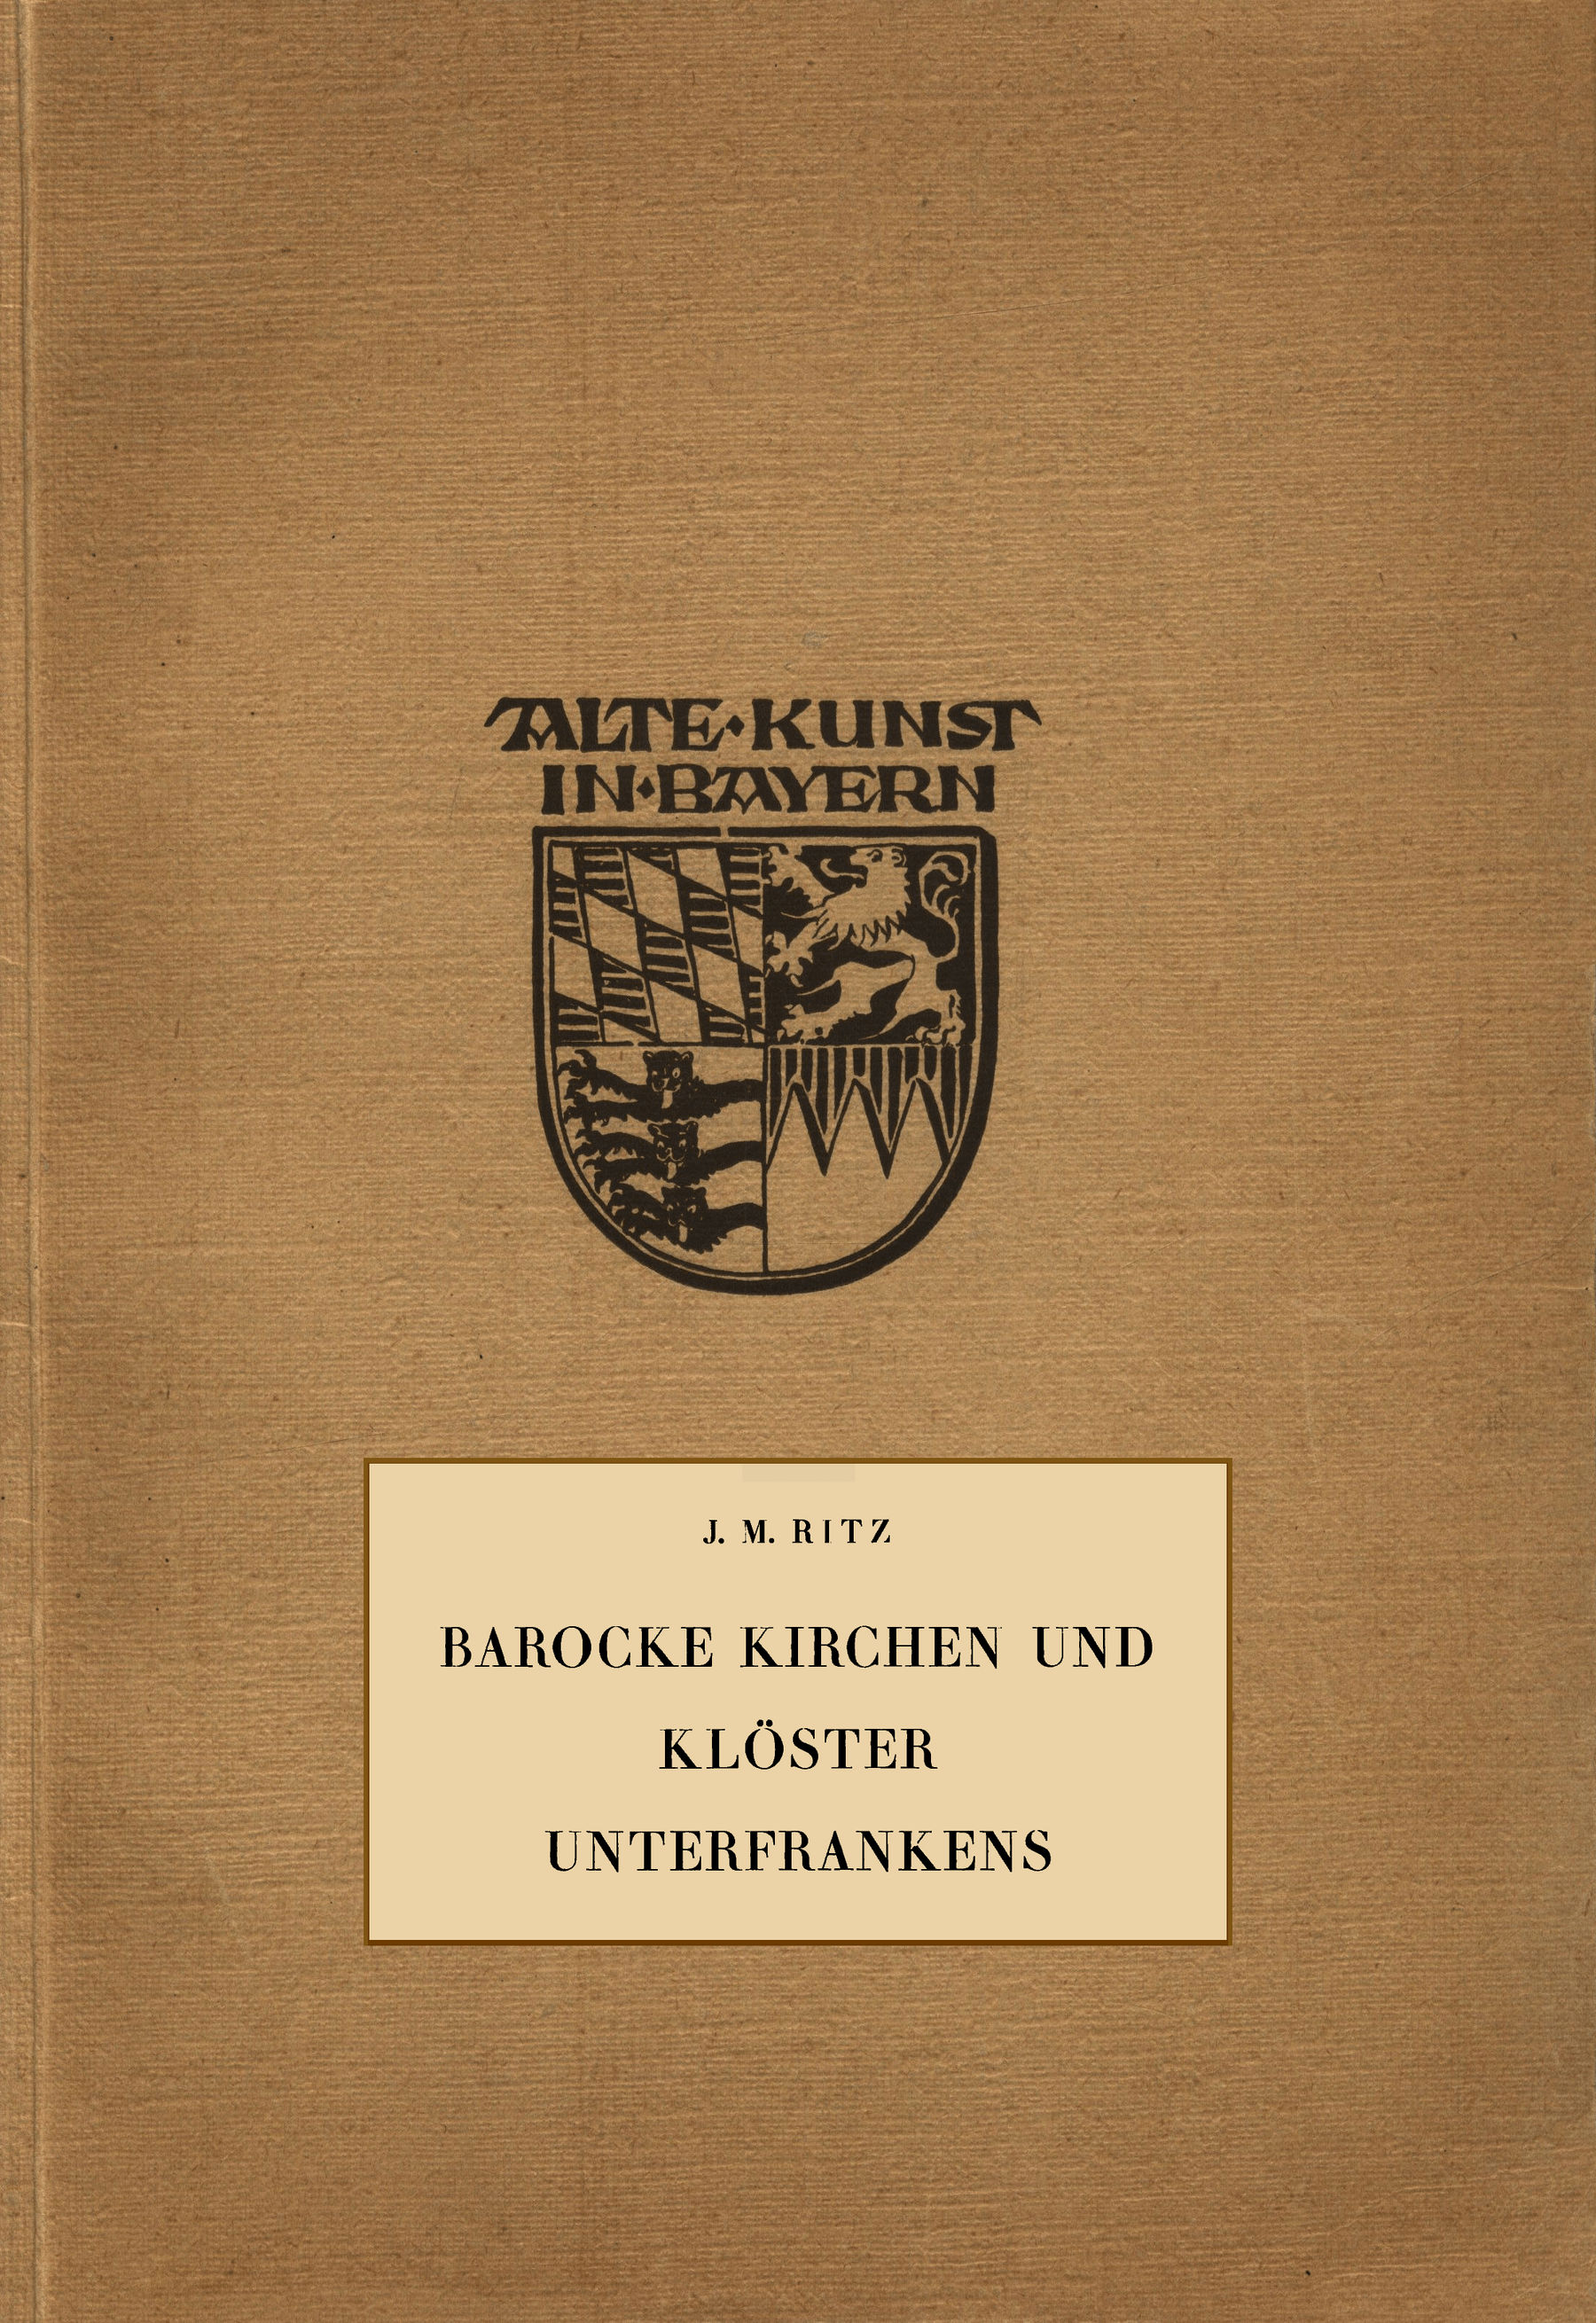 ALTE·KUNST
IN·BAYERN
J. M. RITZ
BAROCKE KIRCHEN UND
KLÖSTER
UNTERFRANKENS